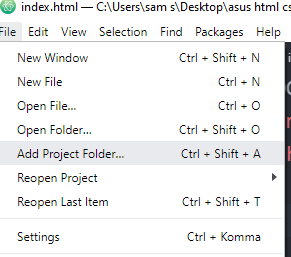 index.html — C:\Users\sam s\Desktop\asus html cs
File Edit View Selection Find Packages Help
New Window Ctrl + Shift + N
New File Ctrl + N
Open File... Ctrl + O
Open Folder... Ctrl + Shift + O
Add Project Folder... Ctrl + Shift + A
Reopen Project
Reopen Last Item Ctrl + Shift + T
Settings Ctrl + Komma